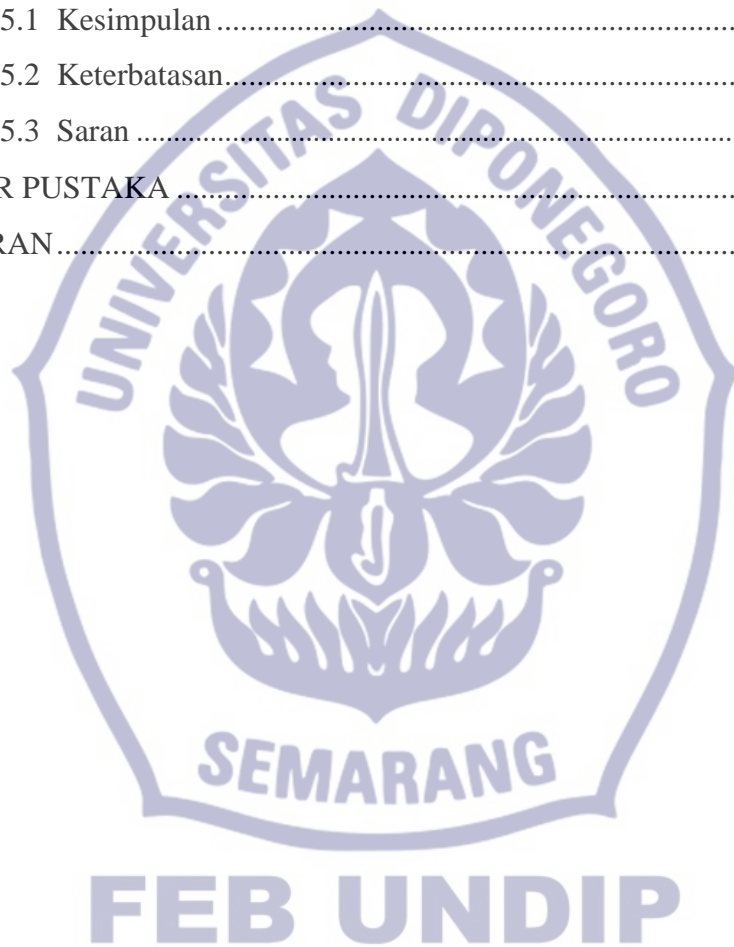 5.1 Kesimpulan ................................................................
5.2 Keterbatasan...............................................................
5.3 Saran .........................................................................
R PUSTAKA .....................................................................
RAN...................................................................................
UNIVERSITAS DIPONEGORO
SEMARANG
FEB UNDIP